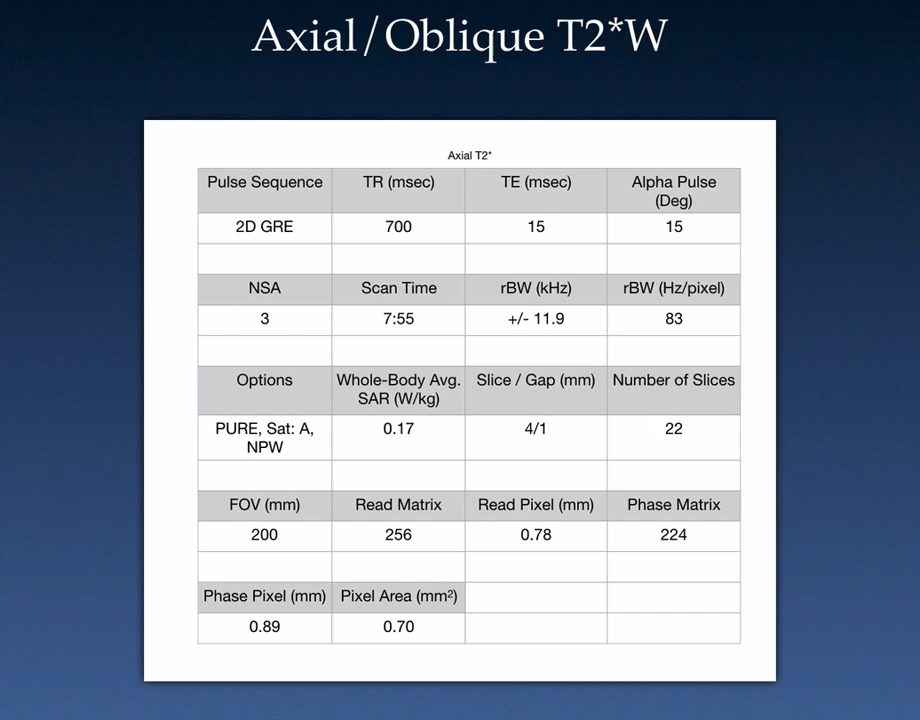 Axial/Oblique T2*W
Axial T2*
Pulse Sequence TR (msec) TE (msec) Alpha Pulse
(Deg)
2D GRE 700 15 15
NSA Scan Time rBW (kHz) rBW (Hz/pixel)
3 7:55 +/- 11.9 83
Options Whole-Body Avg. Slice / Gap (mm) Number of Slices
SAR (W/kg)
PURE, Sat: A, 0.17 4/1 22
NPW
FOV (mm) Read Matrix Read Pixel (mm) Phase Matrix
200 256 0.78 224
Phase Pixel (mm) Pixel Area (mm²)
0.89 0.70